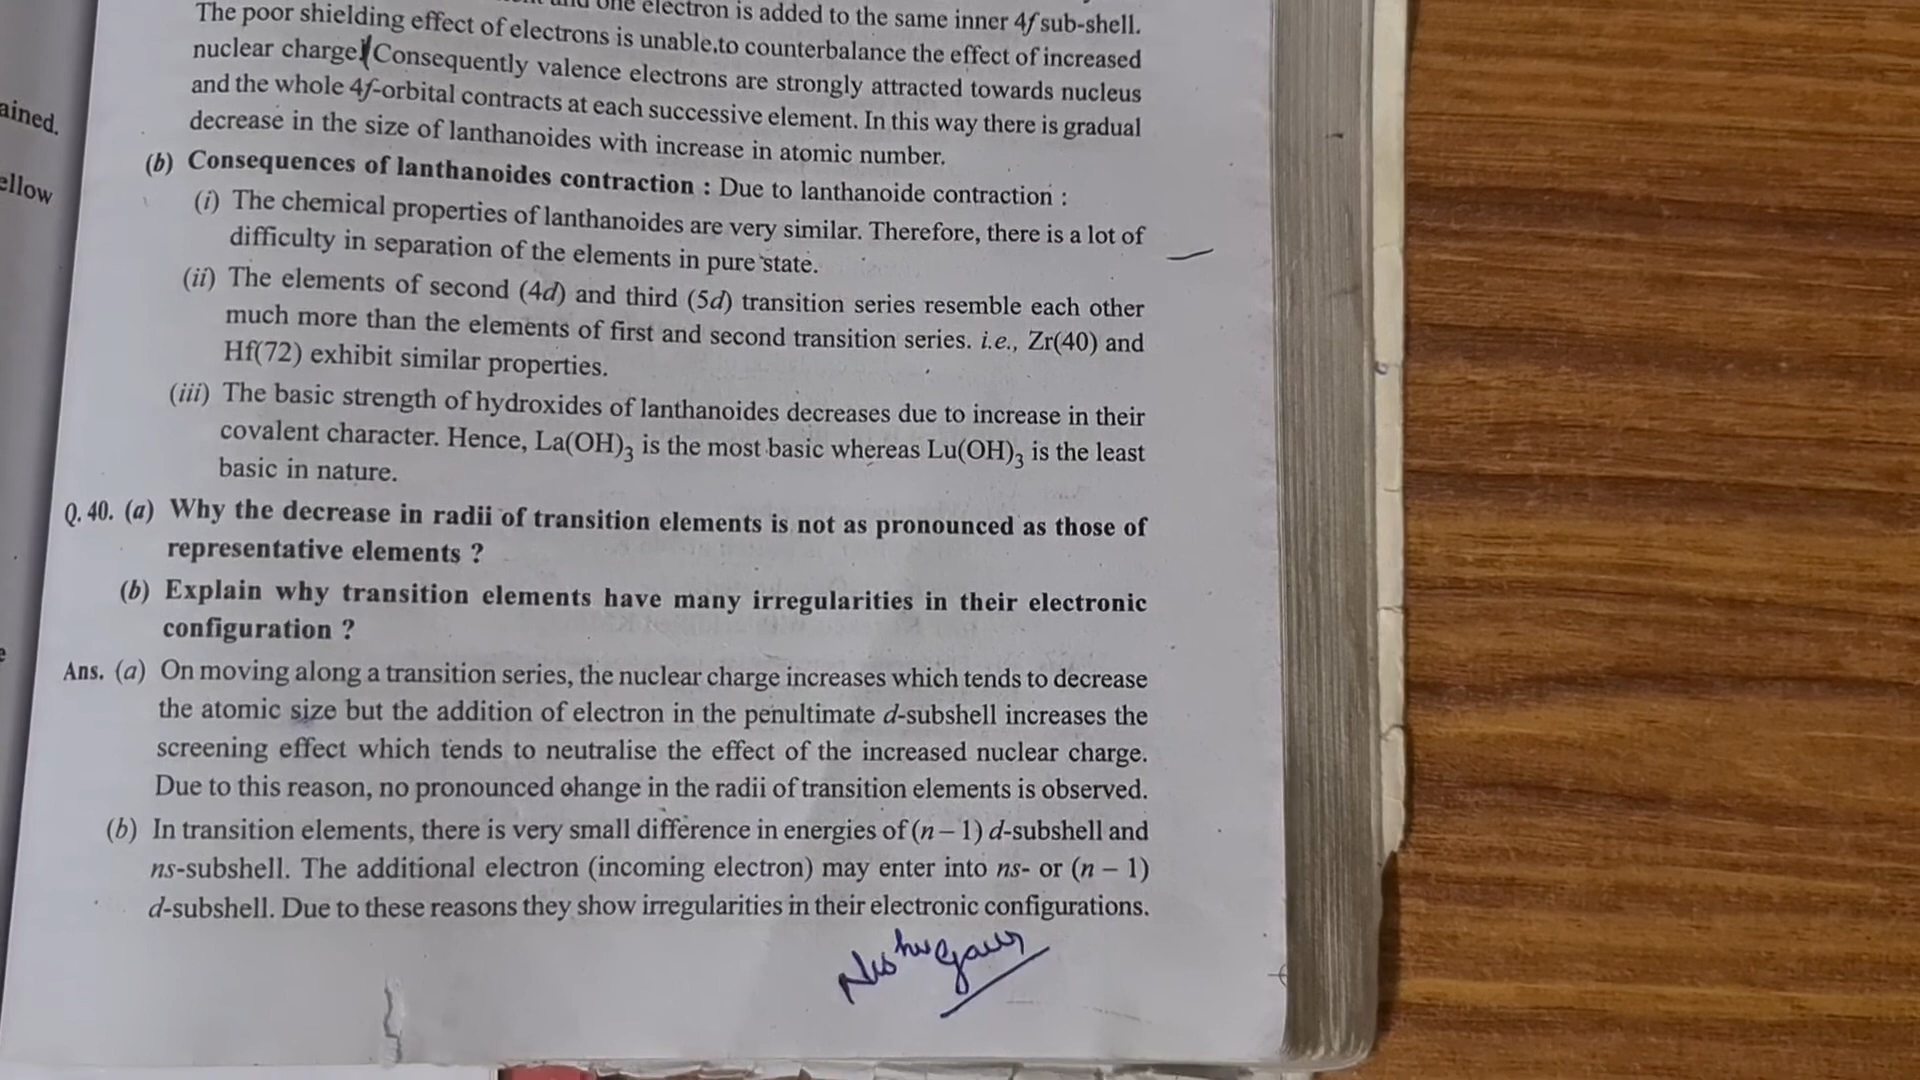 one electron is added to the same inner 4f sub-shell.
The poor shielding effect of electrons is unable to counterbalance the effect of increased
nuclear charge. Consequently valence electrons are strongly attracted towards nucleus
and the whole 4f-orbital contracts at each successive element. In this way there is gradual
decrease in the size of lanthanoides with increase in atomic number.
ained.
ellow
(b) Consequences of lanthanoides contraction : Due to lanthanoide contraction :
(i) The chemical properties of lanthanoides are very similar. Therefore, there is a lot of
difficulty in separation of the elements in pure state.
(ii) The elements of second (4d) and third (5d) transition series resemble each other
much more than the elements of first and second transition series. i.e., Zr(40) and
Hf(72) exhibit similar properties.
(iii) The basic strength of hydroxides of lanthanoides decreases due to increase in their
covalent character. Hence, La(OH)₃ is the most basic whereas Lu(OH)₃ is the least
basic in nature.
Q. 40. (a) Why the decrease in radii of transition elements is not as pronounced as those of
representative elements ?
(b) Explain why transition elements have many irregularities in their electronic
configuration ?
Ans. (a) On moving along a transition series, the nuclear charge increases which tends to decrease
the atomic size but the addition of electron in the penultimate d-subshell increases the
screening effect which tends to neutralise the effect of the increased nuclear charge.
Due to this reason, no pronounced change in the radii of transition elements is observed.
(b) In transition elements, there is very small difference in energies of (n – 1) d-subshell and
ns-subshell. The additional electron (incoming electron) may enter into ns- or (n – 1)
d-subshell. Due to these reasons they show irregularities in their electronic configurations.